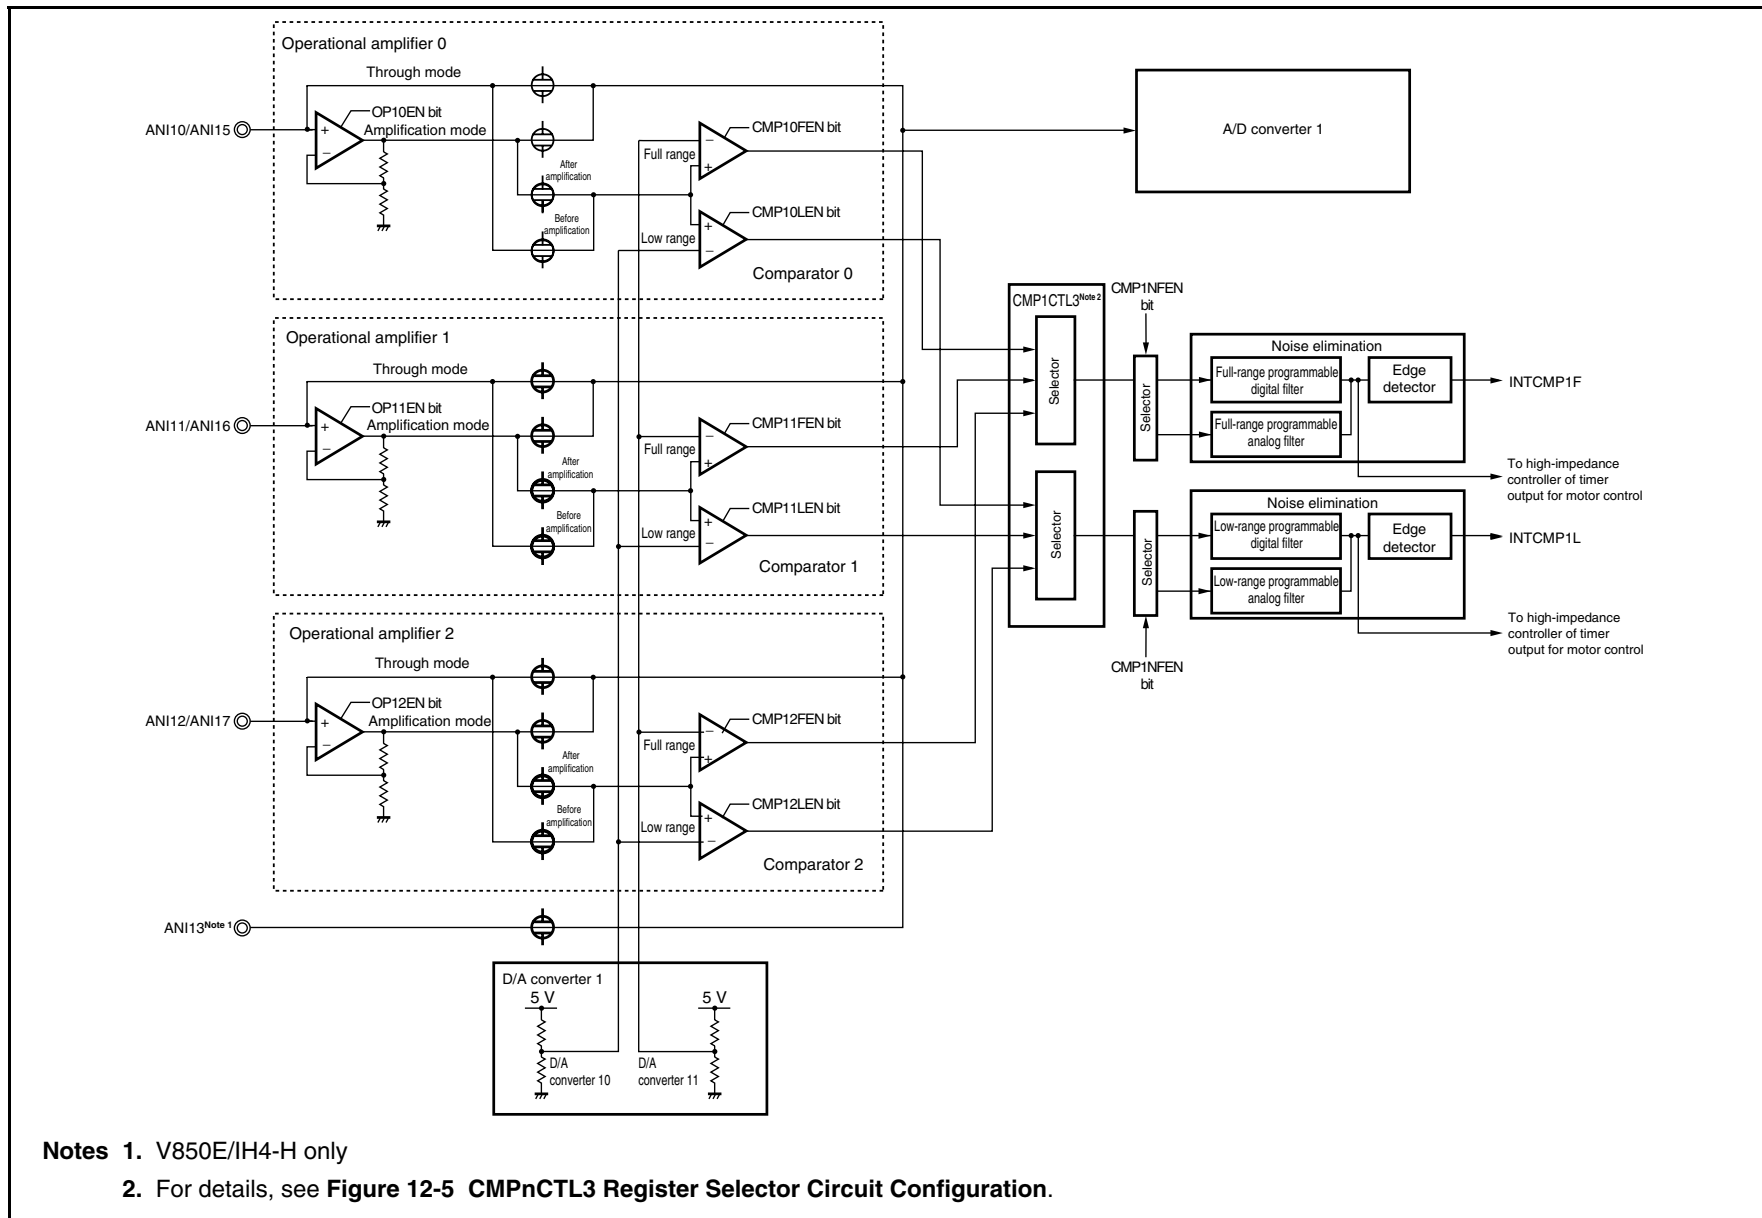 Operational amplifier 0
Through mode
OP10EN bit
Amplification mode
ANI10/ANI15
+
−
After
amplification
Before
amplification
CMP10FEN bit
Full range
−
+
CMP10LEN bit
Low range
+
−
Comparator 0
A/D converter 1
Operational amplifier 1
Through mode
OP11EN bit
Amplification mode
ANI11/ANI16
+
−
After
amplification
Before
amplification
CMP11FEN bit
Full range
−
+
CMP11LEN bit
Low range
+
−
Comparator 1
Operational amplifier 2
Through mode
OP12EN bit
Amplification mode
ANI12/ANI17
+
−
After
amplification
Before
amplification
CMP12FEN bit
Full range
−
+
CMP12LEN bit
Low range
+
−
Comparator 2
ANI13Note 1
D/A converter 1
5 V
5 V
D/A
converter 10
D/A
converter 11
CMP1CTL3Note 2
Selector
Selector
CMP1NFEN
bit
Selector
Noise elimination
Full-range programmable
digital filter
Full-range programmable
analog filter
Edge
detector
INTCMP1F
To high-impedance
controller of timer
output for motor control
Selector
Noise elimination
Low-range programmable
digital filter
Low-range programmable
analog filter
Edge
detector
INTCMP1L
To high-impedance
controller of timer
output for motor control
CMP1NFEN
bit
Notes 1. V850E/IH4-H only
2. For details, see Figure 12-5 CMPnCTL3 Register Selector Circuit Configuration.